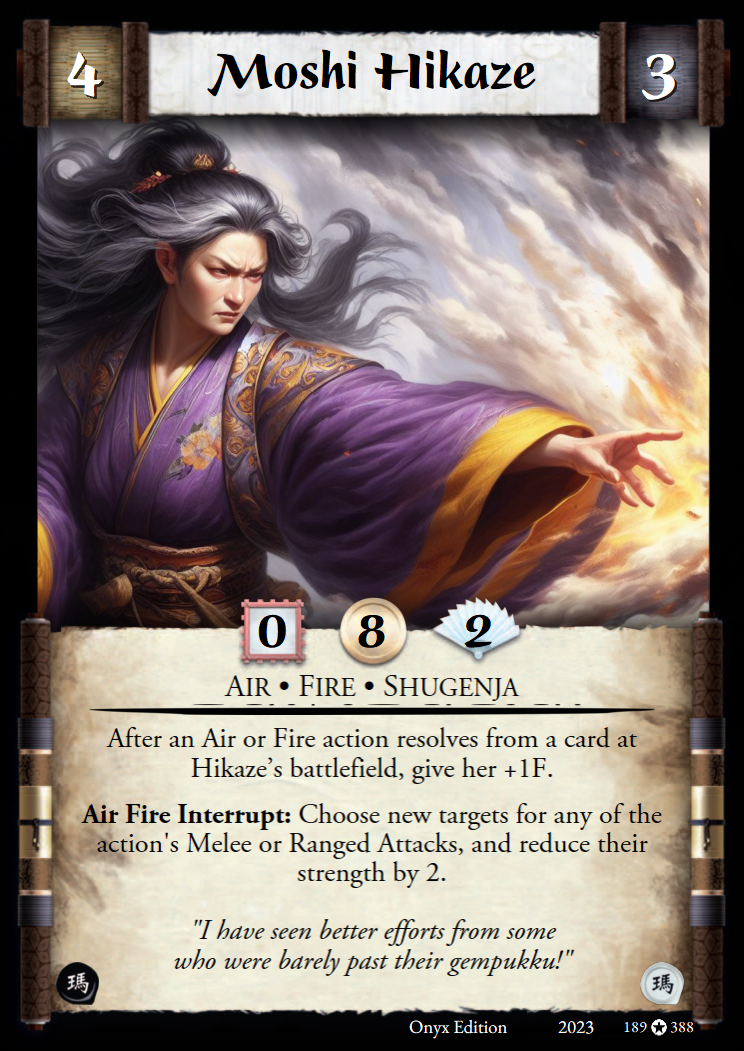 4 Moshi Hikaze 3
0 8 2
Air • Fire • Shugenja
After an Air or Fire action resolves from a card at
Hikaze’s battlefield, give her +1F.
Air Fire Interrupt: Choose new targets for any of the
action's Melee or Ranged Attacks, and reduce their
strength by 2.
"I have seen better efforts from some
who were barely past their gempukku!"
瑪 瑪
Onyx Edition 2023 189 ✪ 388